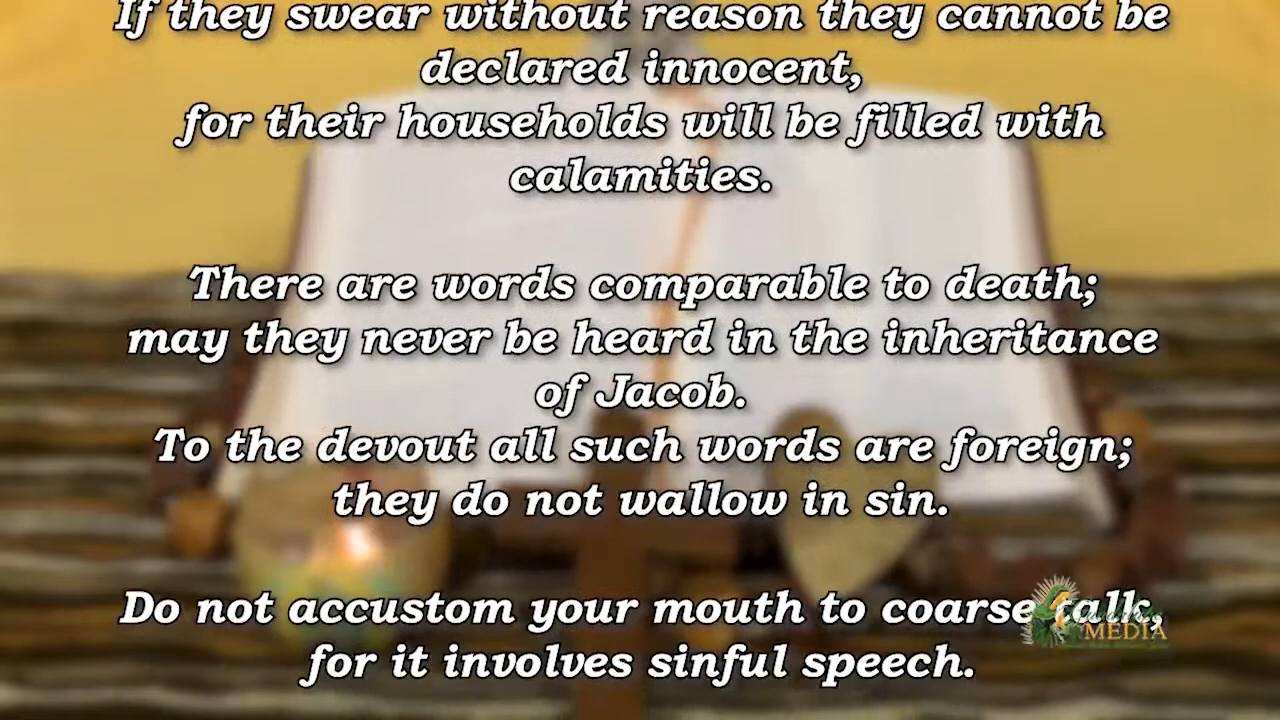 If they swear without reason they cannot be
declared innocent,
for their households will be filled with
calamities.
There are words comparable to death;
may they never be heard in the inheritance
of Jacob.
To the devout all such words are foreign;
they do not wallow in sin.
Do not accustom your mouth to coarse talk,
for it involves sinful speech.
MEDIA